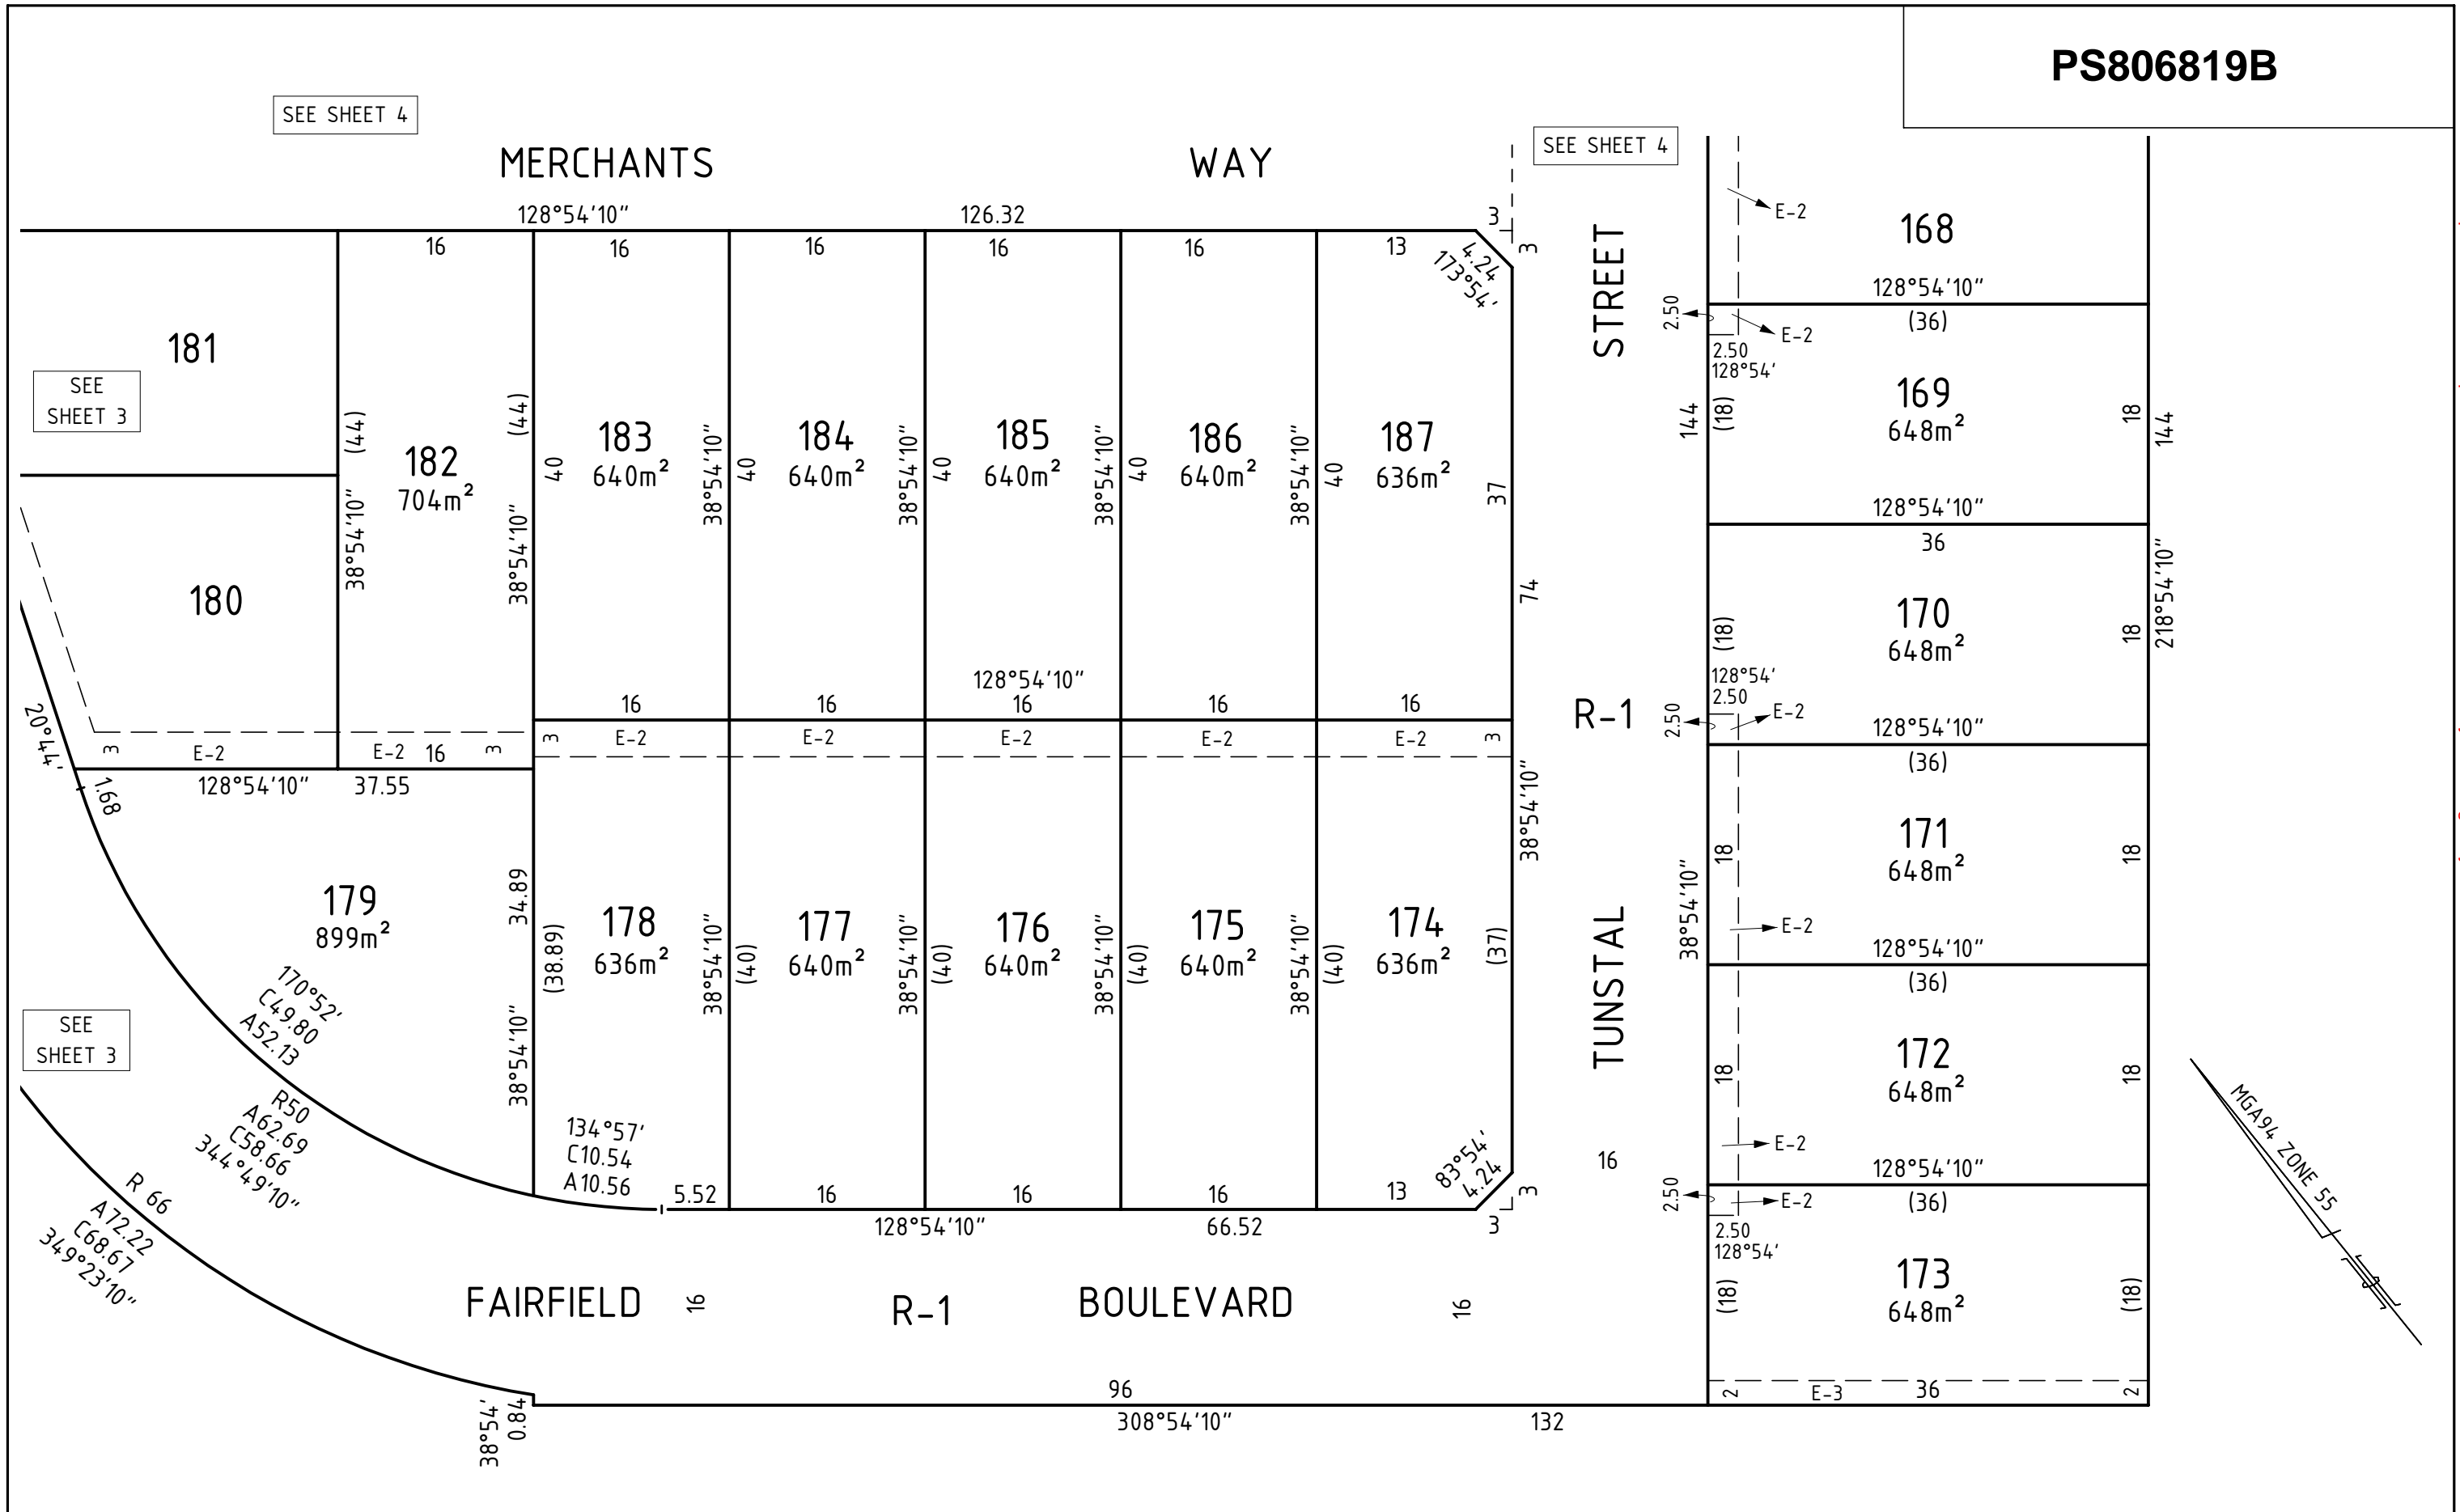 PS806819B
SEE SHEET 4
SEE SHEET 4
MERCHANTS WAY
128°54'10" 126.32
3
3
4.24
173°54'
16 16 16 16 16 13
181
SEE
SHEET 3
(44)
38°54'10"
182
704m²
(44)
38°54'10"
40
183
640m²
38°54'10"
40
184
640m²
38°54'10"
40
185
640m²
38°54'10"
40
186
640m²
38°54'10"
40
187
636m²
37
74
180
20°44'
1.68
3
E-2
E-2 16
3
128°54'10" 37.55
128°54'10"
16 16 16 16 16
3
E-2 E-2 E-2 E-2 E-2
3
38°54'10"
179
899m²
34.89
38°54'10"
(38.89)
178
636m²
38°54'10"
(40)
177
640m²
38°54'10"
(40)
176
640m²
38°54'10"
(40)
175
640m²
38°54'10"
(40)
174
636m²
(37)
170°52'
C49.80
A52.13
R50
A62.69
C58.66
344°49'10"
SEE
SHEET 3
R 66
A72.22
C68.67
349°23'10"
134°57'
C10.54
A10.56
5.52 16 16 16 13
83°54'
4.24
3
3
128°54'10" 66.52
FAIRFIELD
16
R-1
BOULEVARD
16
96
308°54'10" 132
38°54'
0.84
TUNSTAL STREET
R-1
16
E-2
168
128°54'10"
(36)
2.50
E-2
2.50
128°54'
144
(18)
169
648m²
18
144
128°54'10"
36
170
648m²
(18)
18
218°54'10"
128°54'
2.50
2.50
E-2
128°54'10"
(36)
171
648m²
18
18
38°54'10"
E-2
128°54'10"
(36)
172
648m²
18
18
E-2
128°54'10"
(36)
2.50
E-2
2.50
128°54'
173
648m²
(18)
(18)
2
E-3 36
2
MGA94 ZONE 55